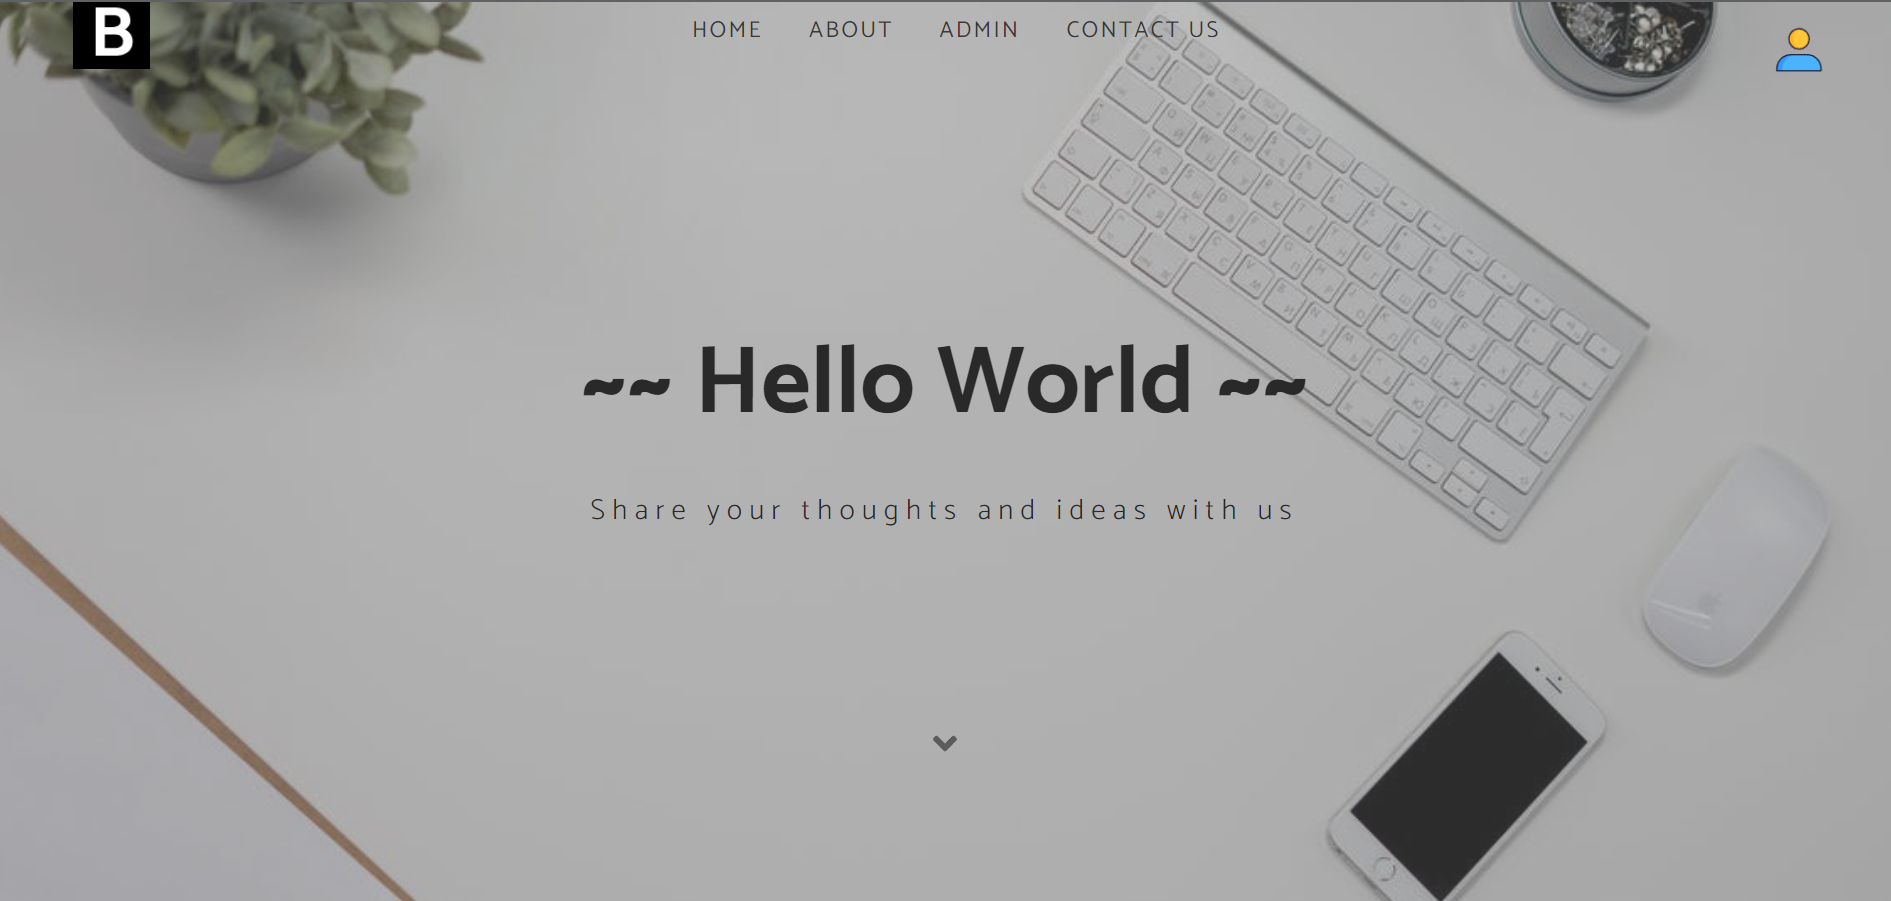 B
HOME ABOUT ADMIN CONTACT US
~~ Hello World ~~
Share your thoughts and ideas with us